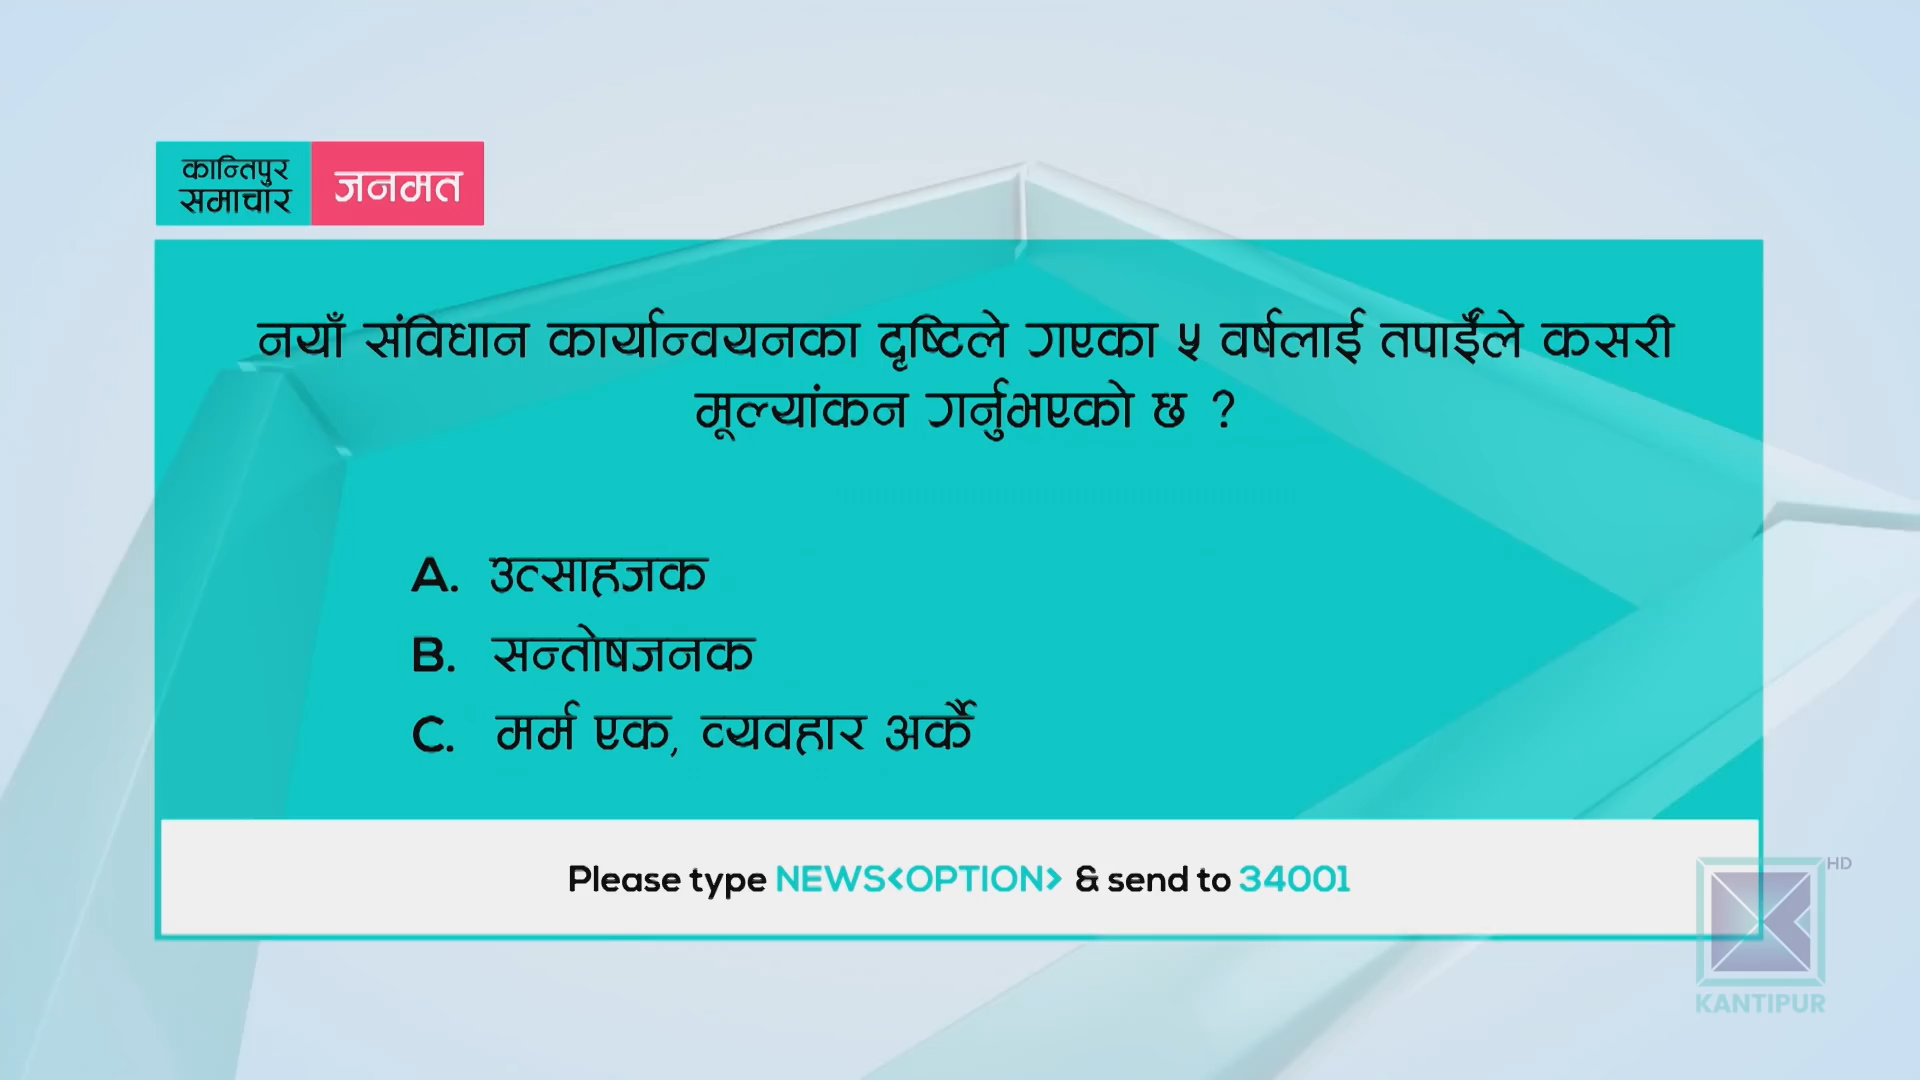 कान्तिपुर
समाचार
जनमत
नयाँ संविधान कार्यान्वयनका दृष्टिले गएका ५ वर्षलाई तपाईंले कसरी
मूल्यांकन गर्नुभएको छ ?
A. उत्साहजक
B. सन्तोषजनक
C. मर्म एक, व्यवहार अर्कै
Please type NEWS<OPTION> & send to 34001
HD
KANTIPUR